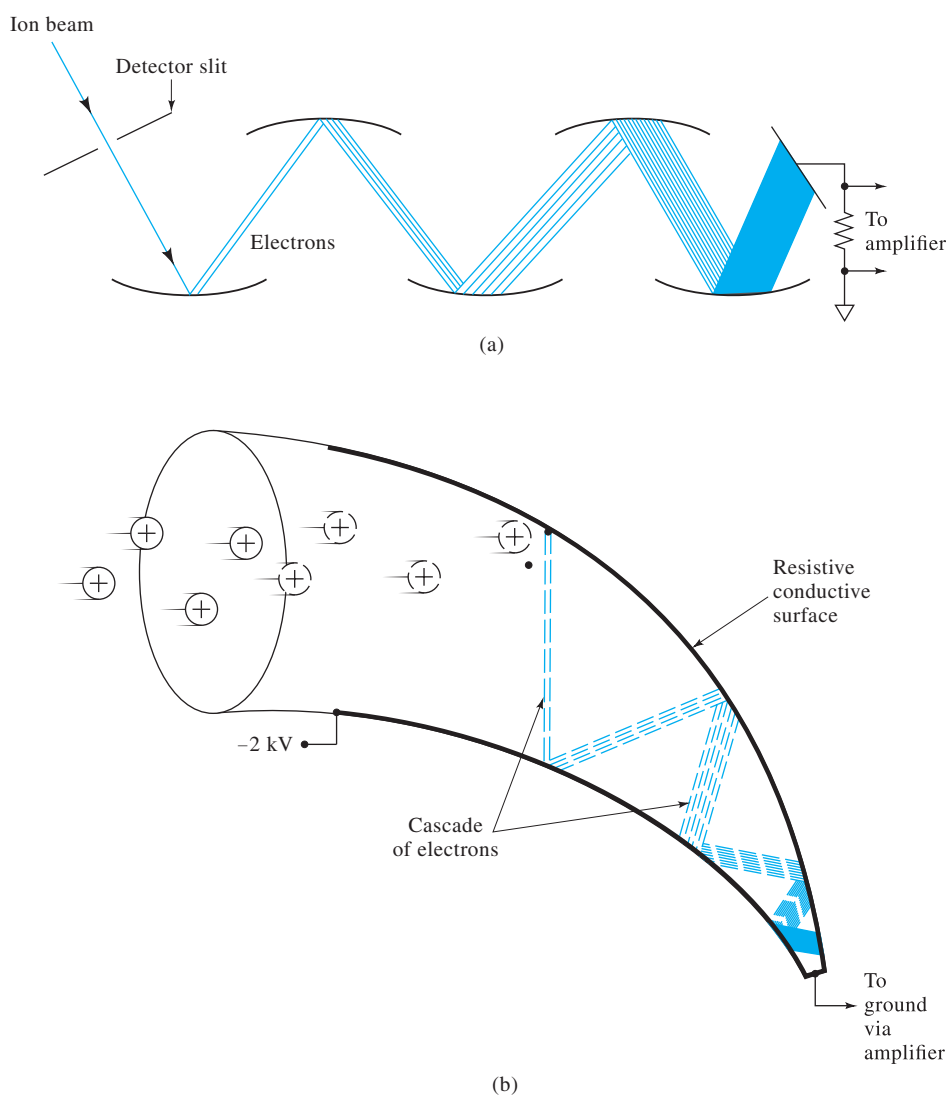 Ion beam
Detector slit
Electrons
To
amplifier
(a)
+
+
+
+
+
+
+
+
Resistive
conductive
surface
–2 kV
Cascade
of electrons
To
ground
via
amplifier
(b)